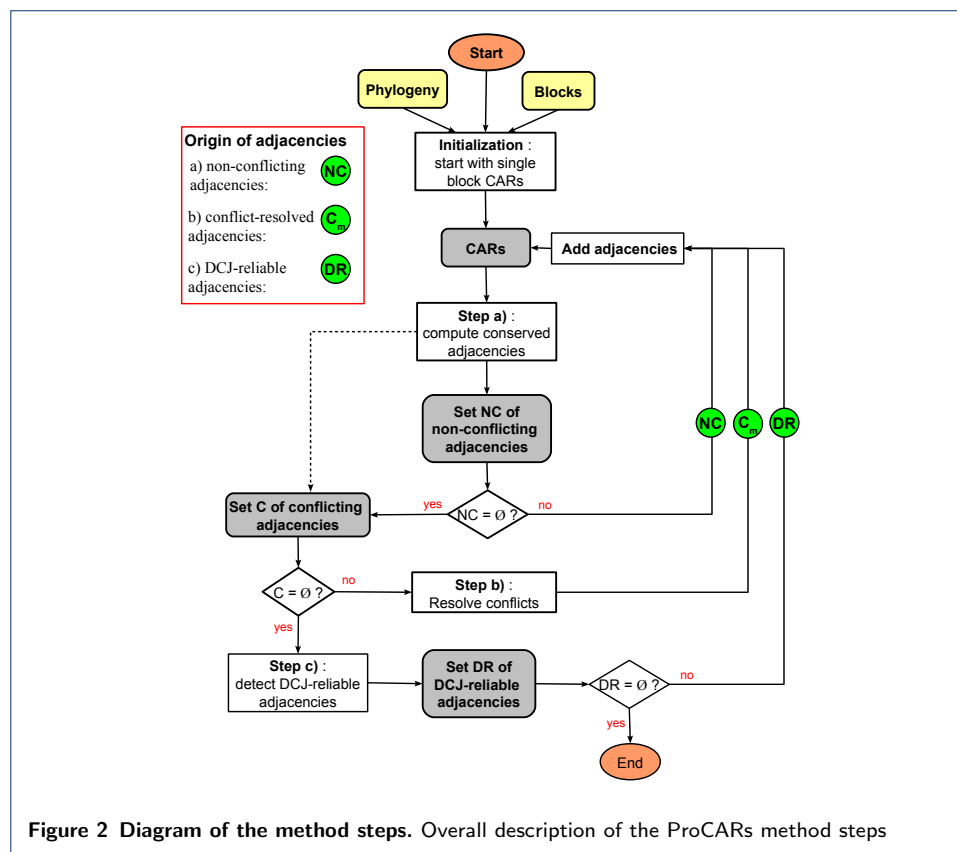 Start
Phylogeny
Blocks
Initialization :
start with single
block CARs
Origin of adjacencies
a) non-conflicting
adjacencies:
NC
b) conflict-resolved
adjacencies:
Cm
c) DCJ-reliable
adjacencies:
DR
CARs
Add adjacencies
Step a) :
compute conserved
adjacencies
Set NC of
non-conflicting
adjacencies
NC
Cm
DR
Set C of conflicting
adjacencies
yes
NC = Ø ?
no
C = Ø ?
no
Step b) :
Resolve conflicts
yes
Step c) :
detect DCJ-reliable
adjacencies
Set DR of
DCJ-reliable
adjacencies
DR = Ø ?
no
yes
End
Figure 2 Diagram of the method steps. Overall description of the ProCARs method steps